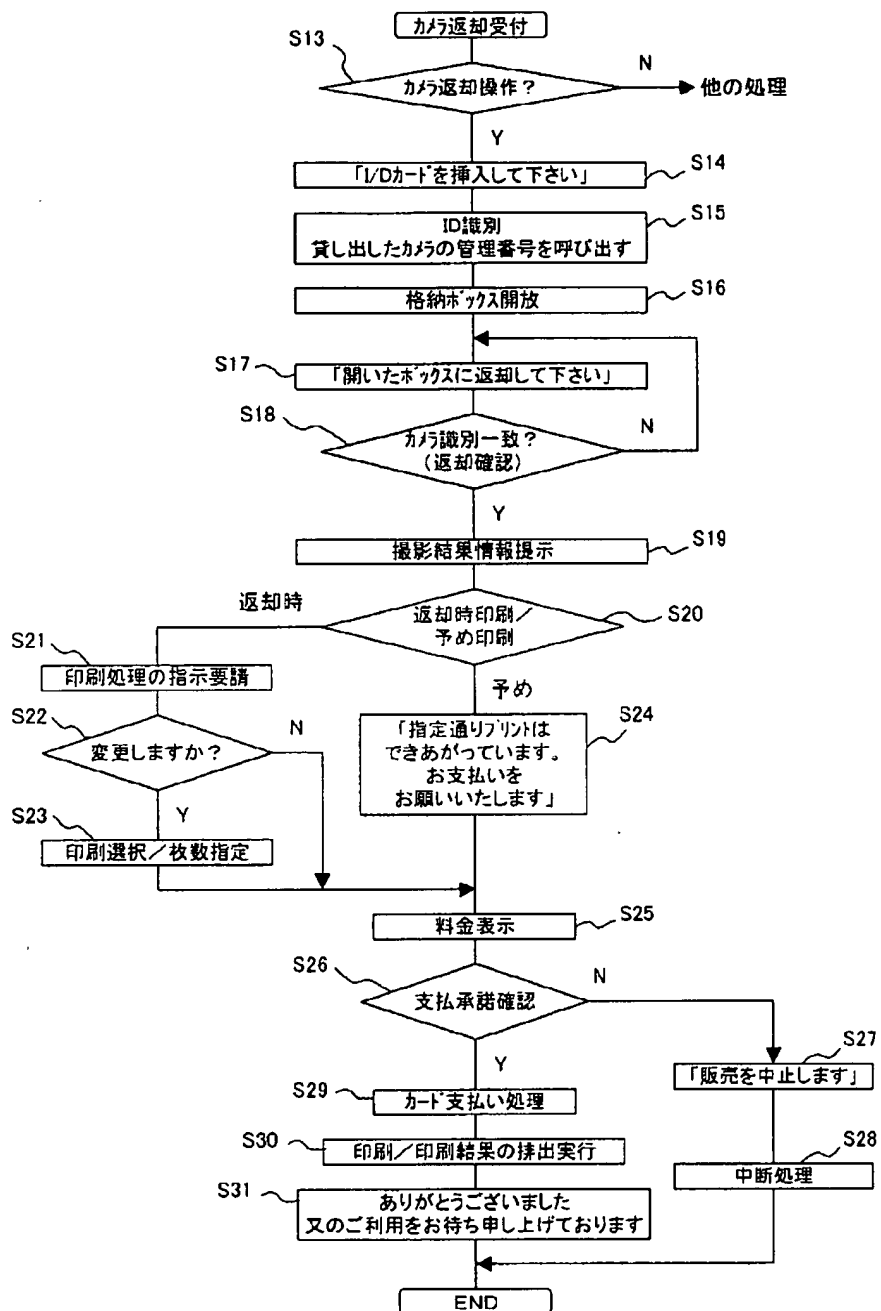 カメラ返却受付
S13
カメラ返却操作?
N
他の処理
Y
「I/Dカードを挿入して下さい」
S14
ID識別
貸し出したカメラの管理番号を呼び出す
S15
格納ボックス開放
S16
S17
「開いたボックスに返却して下さい」
S18
カメラ識別一致?
(返却確認)
N
Y
撮影結果情報提示
S19
返却時
返却時印刷/
予め印刷
S20
S21
印刷処理の指示要請
予め
S22
変更しますか?
N
「指定通りプリントは
できあがっています。
お支払いを
お願いいたします」
S24
Y
S23
印刷選択/枚数指定
料金表示
S25
S26
支払承諾確認
N
Y
S27
「販売を中止します」
S29
カード支払い処理
S28
中断処理
S30
印刷/印刷結果の排出実行
S31
ありがとうございました
又のご利用をお待ち申し上げております
END